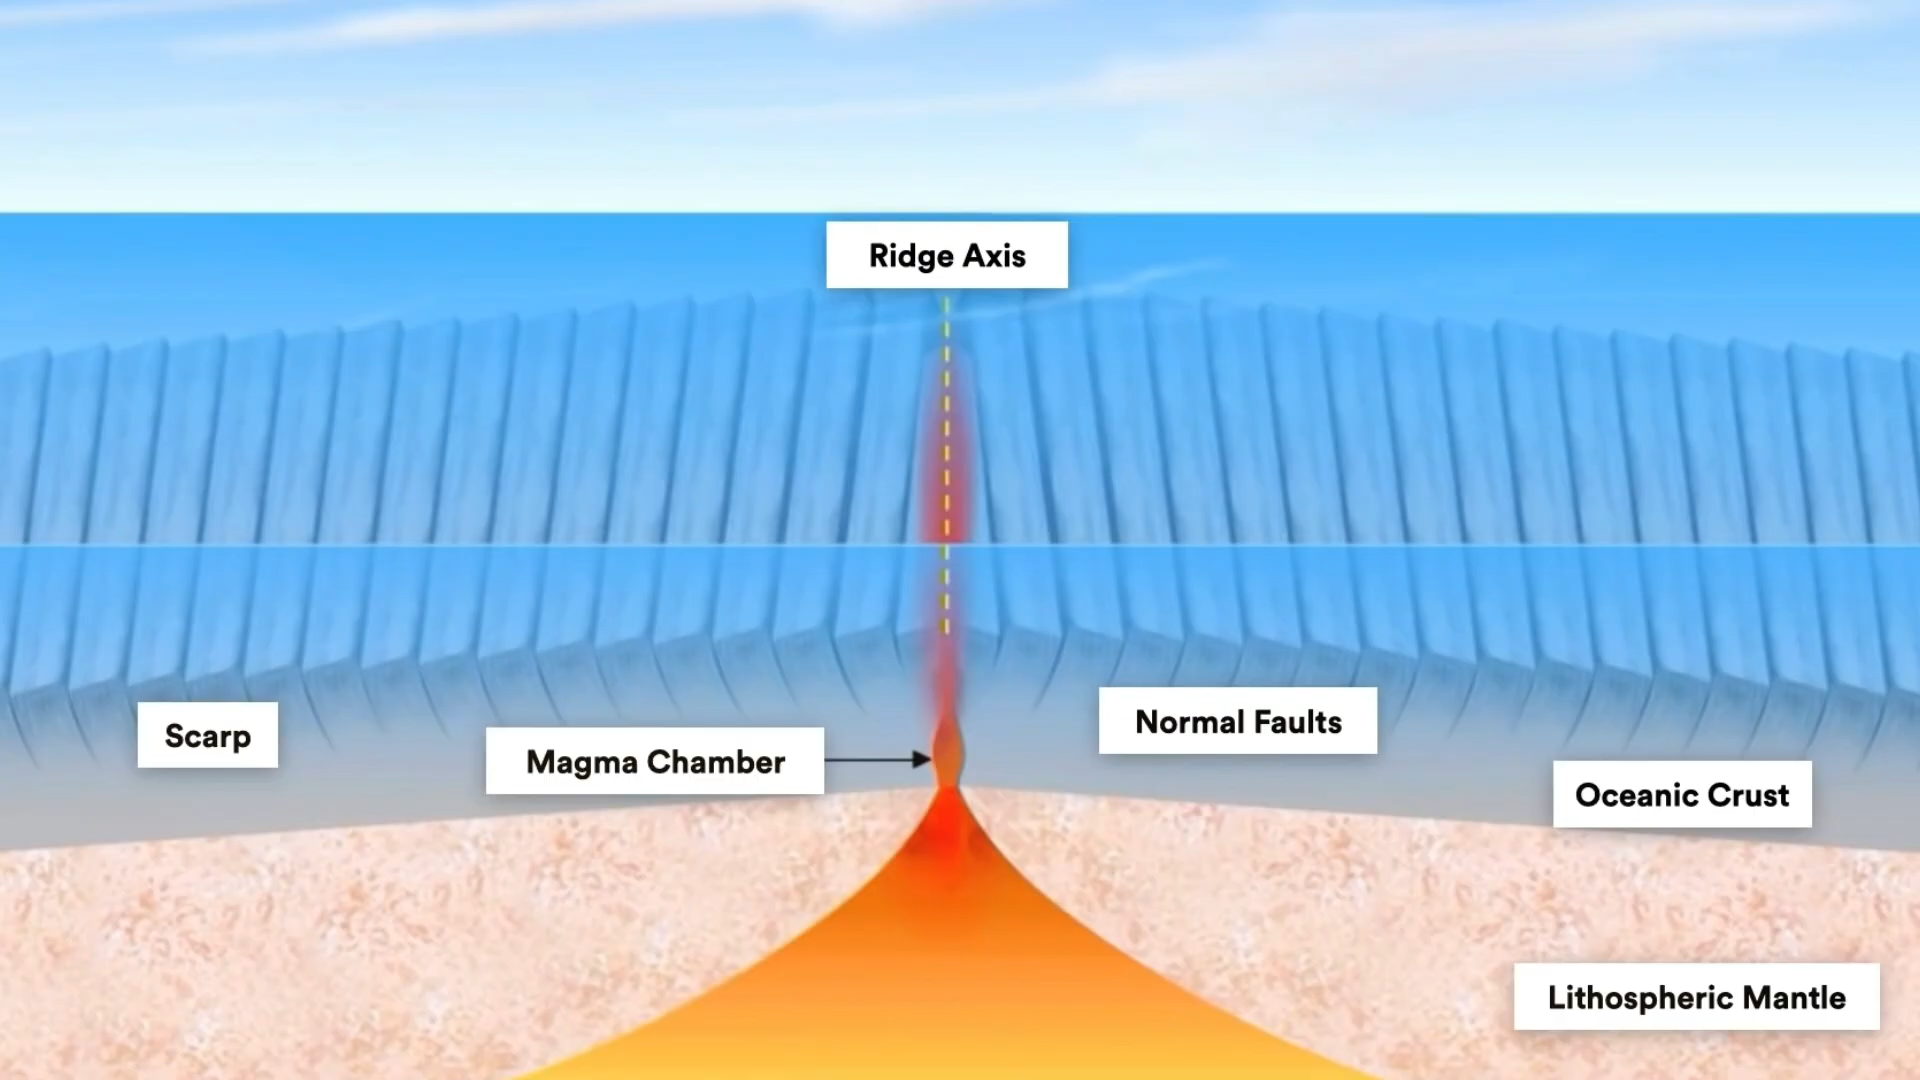 Ridge Axis
Scarp
Normal Faults
Magma Chamber
Oceanic Crust
Lithospheric Mantle